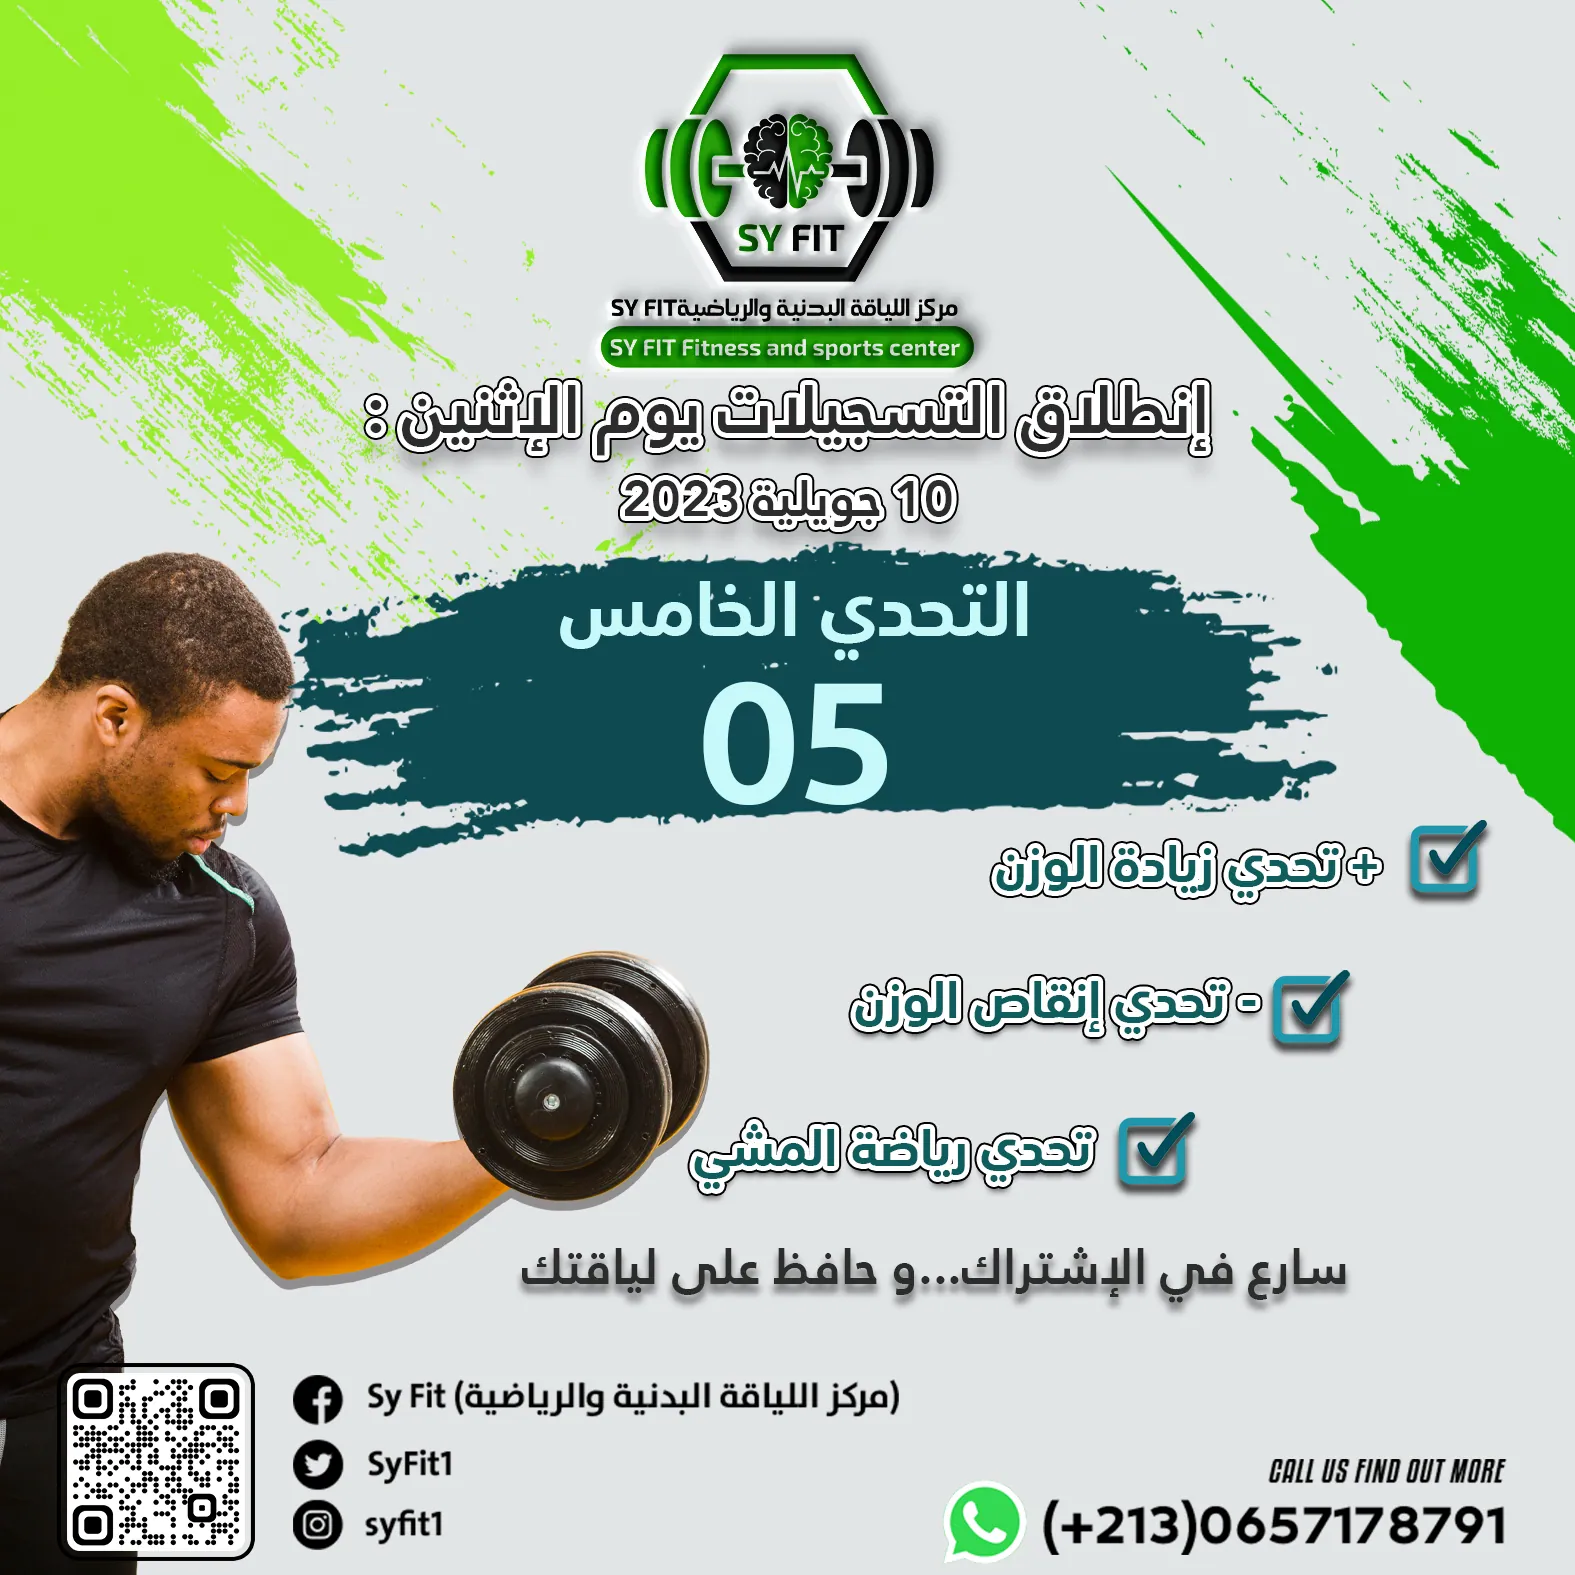 SY FIT
مركز اللياقة البدنية والرياضية SY FIT
SY FIT Fitness and sports center
إنطلاق التسجيلات يوم الإثنين :
10 جويلية 2023
التحدي الخامس
05
+ تحدي زيادة الوزن
- تحدي إنقاص الوزن
تحدي رياضة المشي
سارع في الإشتراك...و حافظ على لياقتك
Sy Fit (مركز اللياقة البدنية والرياضية)
SyFit1
syfit1
CALL US FIND OUT MORE
(+213)0657178791